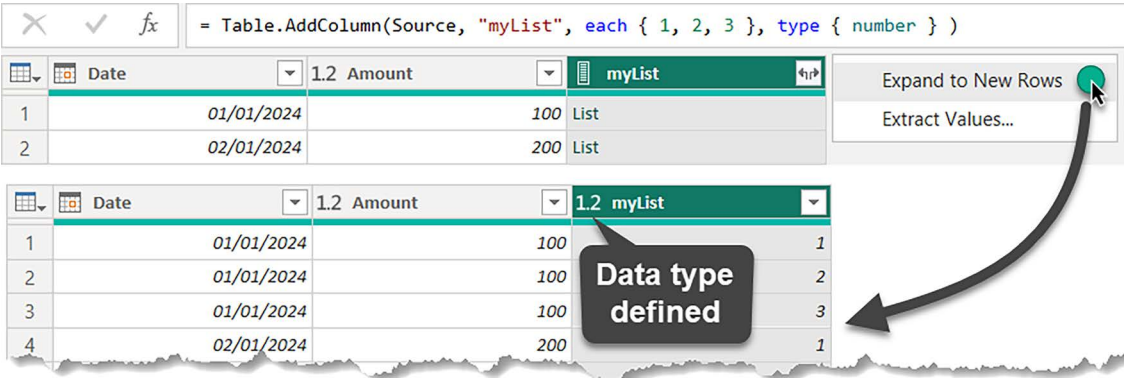 fx = Table.AddColumn(Source, "myList", each { 1, 2, 3 }, type { number } )
Date 1.2 Amount myList
1 01/01/2024 100 List
2 02/01/2024 200 List
Expand to New Rows
Extract Values...
Date 1.2 Amount 1.2 myList
1 01/01/2024 100 1
2 01/01/2024 100 2
3 01/01/2024 100 3
4 02/01/2024 200 1
Data type
defined